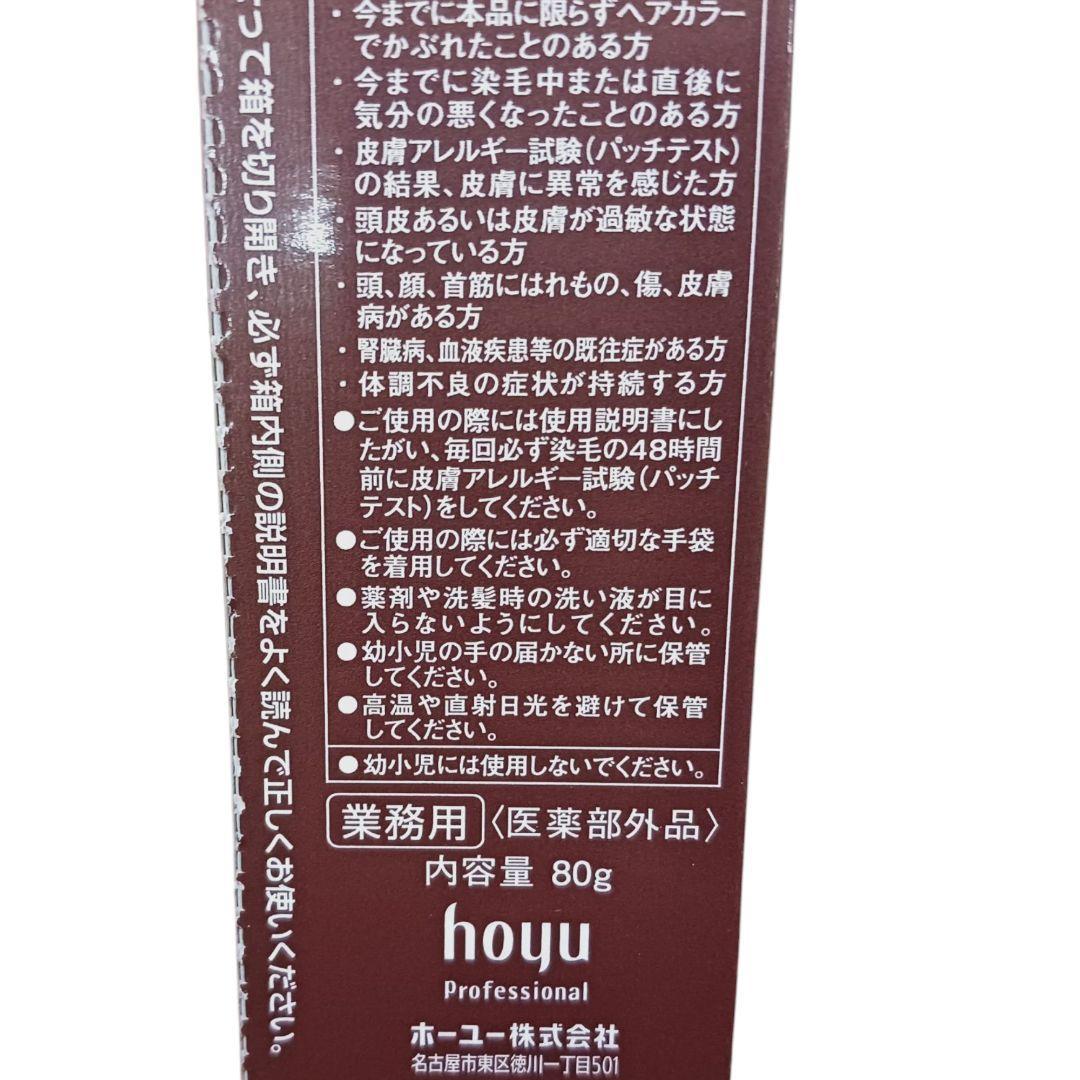 ・今までに本品に限らずヘアカラー
でかぶれたことのある方
・今までに染毛中または直後に
気分の悪くなったことのある方
・皮膚アレルギー試験(パッチテスト)
の結果、皮膚に異常を感じた方
・頭皮あるいは皮膚が過敏な状態
になっている方
・頭、顔、首筋にはれもの、傷、皮膚
病がある方
・腎臓病、血液疾患等の既往症がある方
・体調不良の症状が持続する方
●ご使用の際には使用説明書にし
たがい、毎回必ず染毛の48時間
前に皮膚アレルギー試験(パッチ
テスト)をしてください。
●ご使用の際には必ず適切な手袋
を着用してください。
●薬剤や洗髪時の洗い液が目に
入らないようにしてください。
●幼小児の手の届かない所に保管
してください。
●高温や直射日光を避けて保管
してください。
●幼小児には使用しないでください。
業務用〈医薬部外品〉
内容量 80g
hoyu
Professional
ホーユー株式会社
名古屋市東区徳川一丁目501
って箱を切り開き、必ず箱内側の説明書をよく読んで正しくお使いください。